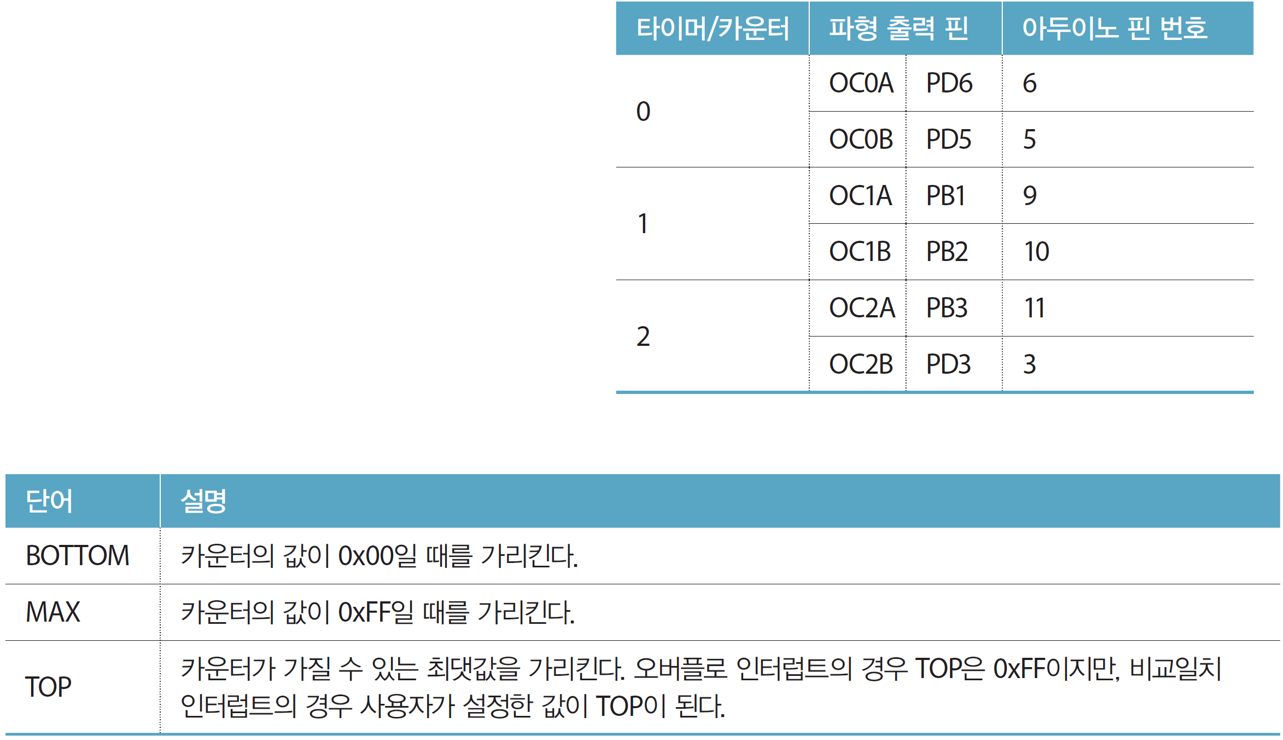 타이머/카운터 파형 출력 핀 아두이노 핀 번호
0 OC0A PD6 6
OC0B PD5 5
1 OC1A PB1 9
OC1B PB2 10
2 OC2A PB3 11
OC2B PD3 3
단어 설명
BOTTOM 카운터의 값이 0x00일 때를 가리킨다.
MAX 카운터의 값이 0xFF일 때를 가리킨다.
TOP 카운터가 가질 수 있는 최댓값을 가리킨다. 오버플로 인터럽트의 경우 TOP은 0xFF이지만, 비교일치
인터럽트의 경우 사용자가 설정한 값이 TOP이 된다.